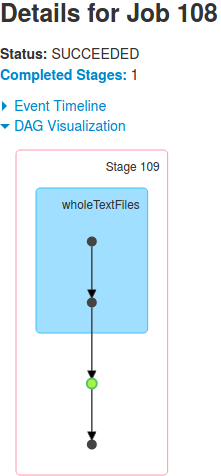 Details for Job 108
Status: SUCCEEDED
Completed Stages: 1
Event Timeline
DAG Visualization
Stage 109
wholeTextFiles